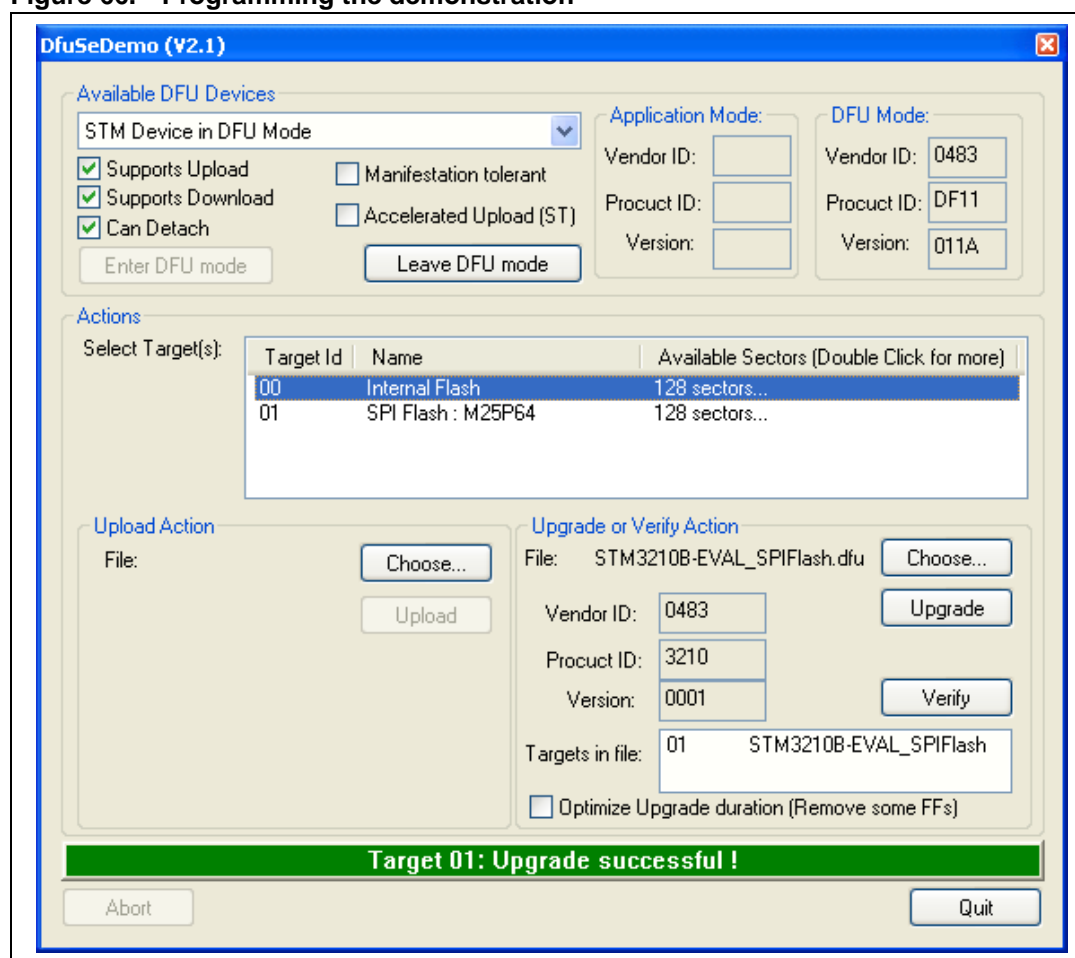 Programming the demonstration
DfuSeDemo (V2.1)
Available DFU Devices
STM Device in DFU Mode
Supports Upload
Manifestation tolerant
Supports Download
Accelerated Upload (ST)
Can Detach
Enter DFU mode
Leave DFU mode
Application Mode:
Vendor ID:
Procuct ID:
Version:
DFU Mode:
Vendor ID: 0483
Procuct ID: DF11
Version: 011A
Actions
Select Target(s):
Target Id Name Available Sectors (Double Click for more)
00 Internal Flash 128 sectors...
01 SPI Flash : M25P64 128 sectors...
Upload Action
File:
Choose...
Upload
Upgrade or Verify Action
File: STM3210B-EVAL_SPIFlash.dfu
Choose...
Vendor ID: 0483
Upgrade
Procuct ID: 3210
Version: 0001
Verify
Targets in file: 01 STM3210B-EVAL_SPIFlash
Optimize Upgrade duration (Remove some FFs)
Target 01: Upgrade successful !
Abort
Quit